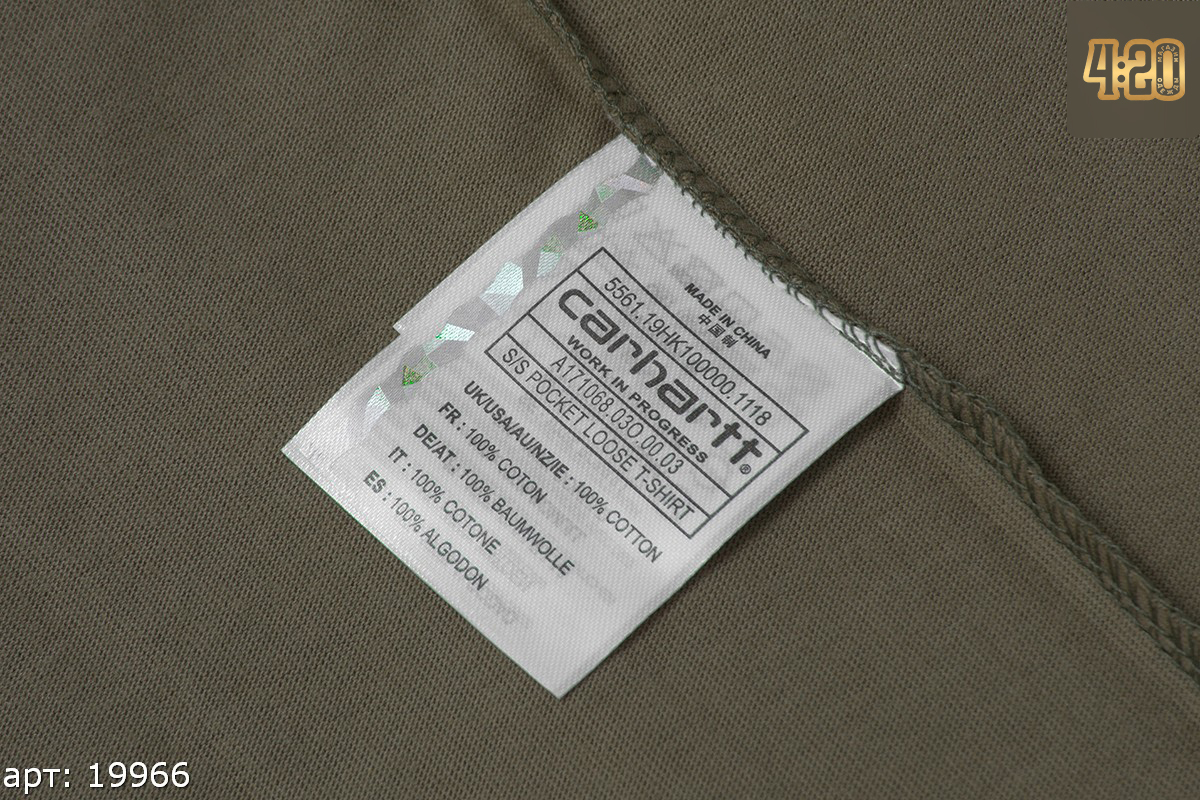 4:20
MADE IN CHINA
中国制
5561.19HK100000.1118
carhartt®
WORK IN PROGRESS
A171068.03O.00.03
S/S POCKET LOOSE T-SHIRT
UK/USA/AU/NZ/IE : 100% COTTON
FR : 100% COTON
DE/AT : 100% BAUMWOLLE
IT : 100% COTONE
ES : 100% ALGODON
арт: 19966